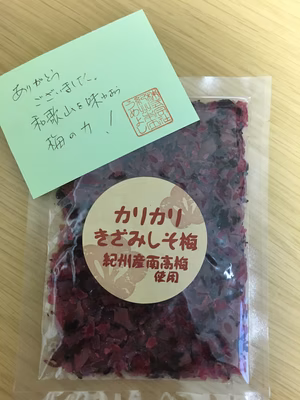 ありがとう
ございました。
和歌山を味わう
梅の力！
カリカリ
きざみしそ梅
紀州産南高梅
使用